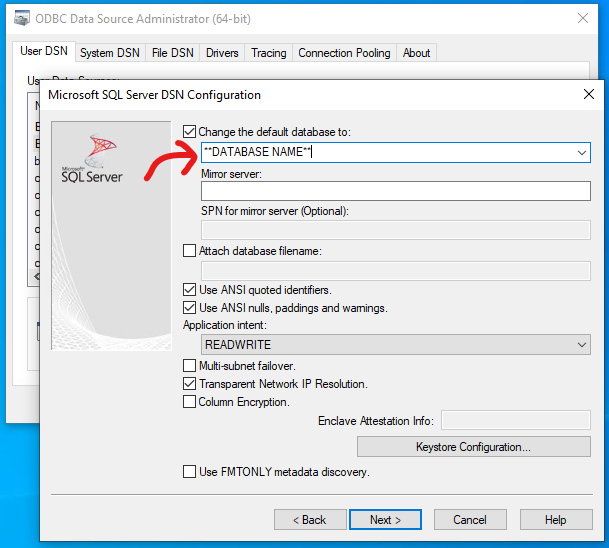 ODBC Data Source Administrator (64-bit)
User DSN System DSN File DSN Drivers Tracing Connection Pooling About
User Data Sources:
Microsoft SQL Server DSN Configuration
Microsoft
SQL Server
Change the default database to:
**DATABASE NAME**
Mirror server:
SPN for mirror server (Optional):
Attach database filename:
Use ANSI quoted identifiers.
Use ANSI nulls, paddings and warnings.
Application intent:
READWRITE
Multi-subnet failover.
Transparent Network IP Resolution.
Column Encryption.
Enclave Attestation Info:
Keystore Configuration...
Use FMTONLY metadata discovery.
< Back Next > Cancel Help